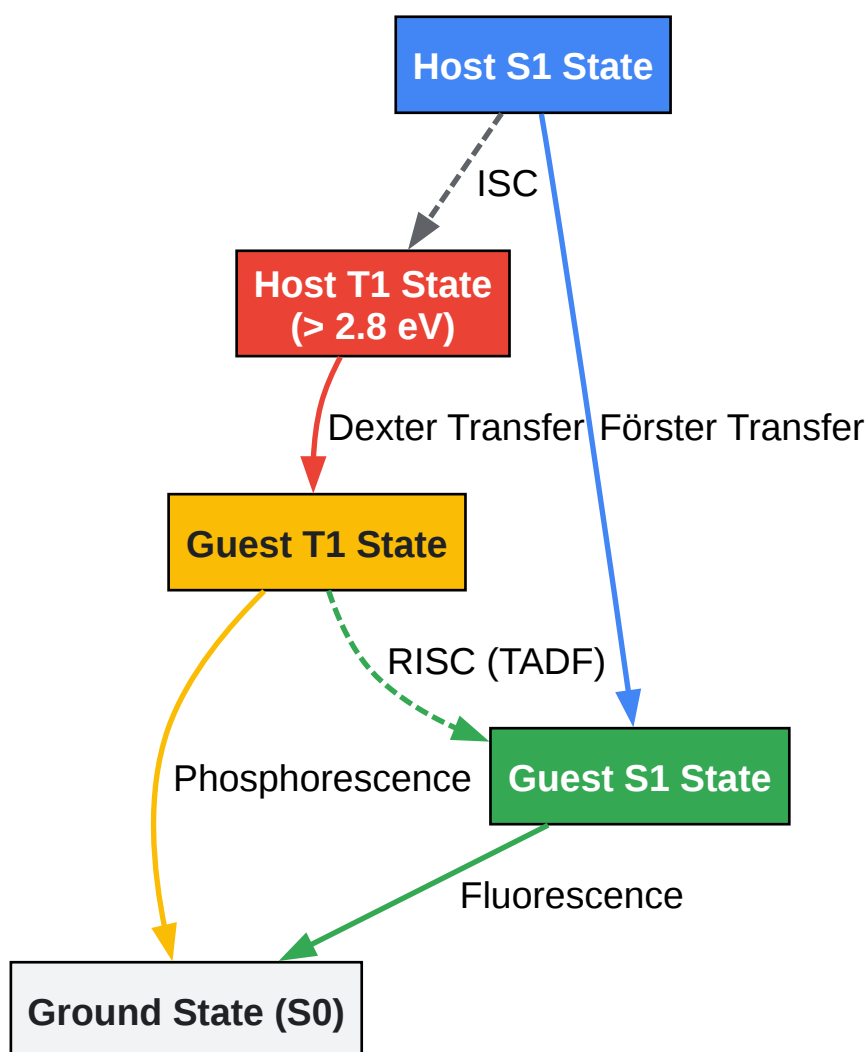 Host S1 State
ISC
Host T1 State
(> 2.8 eV)
Dexter Transfer
Förster Transfer
Guest T1 State
RISC (TADF)
Guest S1 State
Phosphorescence
Fluorescence
Ground State (S0)